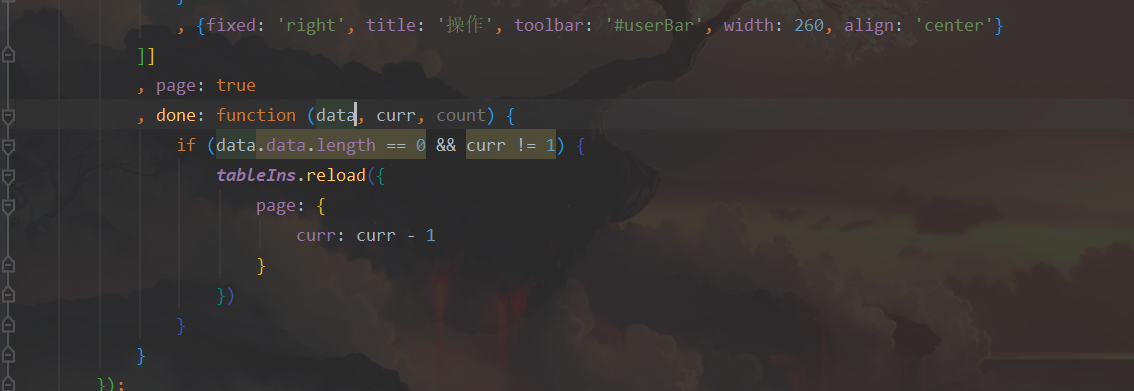 , {fixed: 'right', title: '操作', toolbar: '#userBar', width: 260, align: 'center'}
]]
, page: true
, done: function (data, curr, count) {
if (data.data.length == 0 && curr != 1) {
tableIns.reload({
page: {
curr: curr - 1
}
})
}
}
});